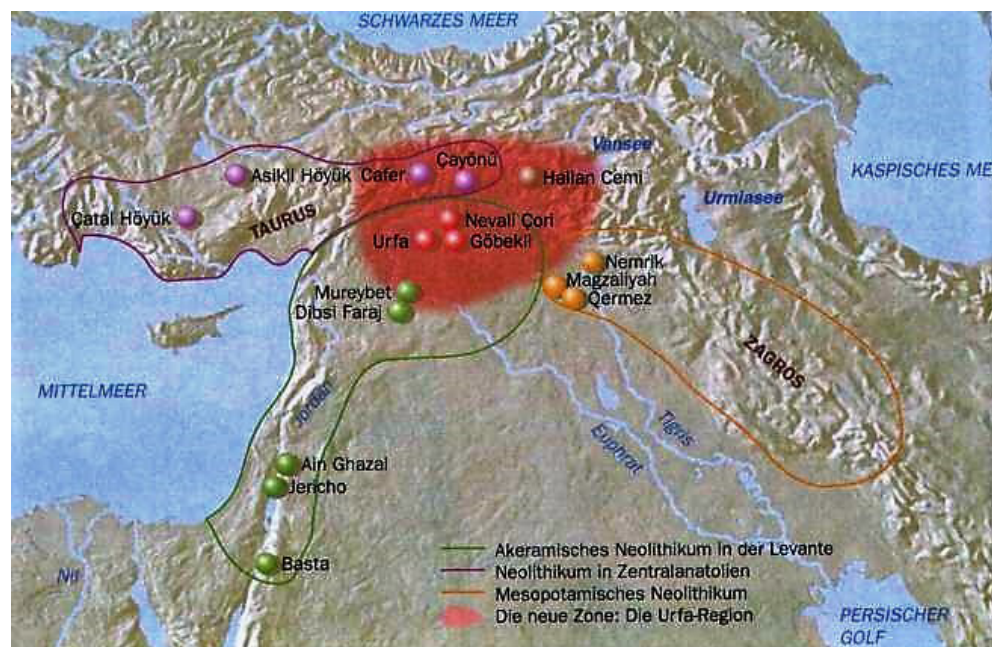 SCHWARZES MEER
Vansee
KASPISCHES ME
Urmiasee
Çayönü
Asikli Höyük
Cafer
Hallan Cemi
Çatal Höyük
TAURUS
Nevali Çori
Urfa
Göbekli
Nemrik
Magzaliyah
Qermez
Mureybet
Dibsi Faraj
ZAGROS
MITTELMEER
Jordan
Tigris
Euphrat
Ain Ghazal
Jericho
Basta
Nil
Akeramisches Neolithikum in der Levante
Neolithikum in Zentralanatolien
Mesopotamisches Neolithikum
Die neue Zone: Die Urfa-Region
PERSISCHER
GOLF